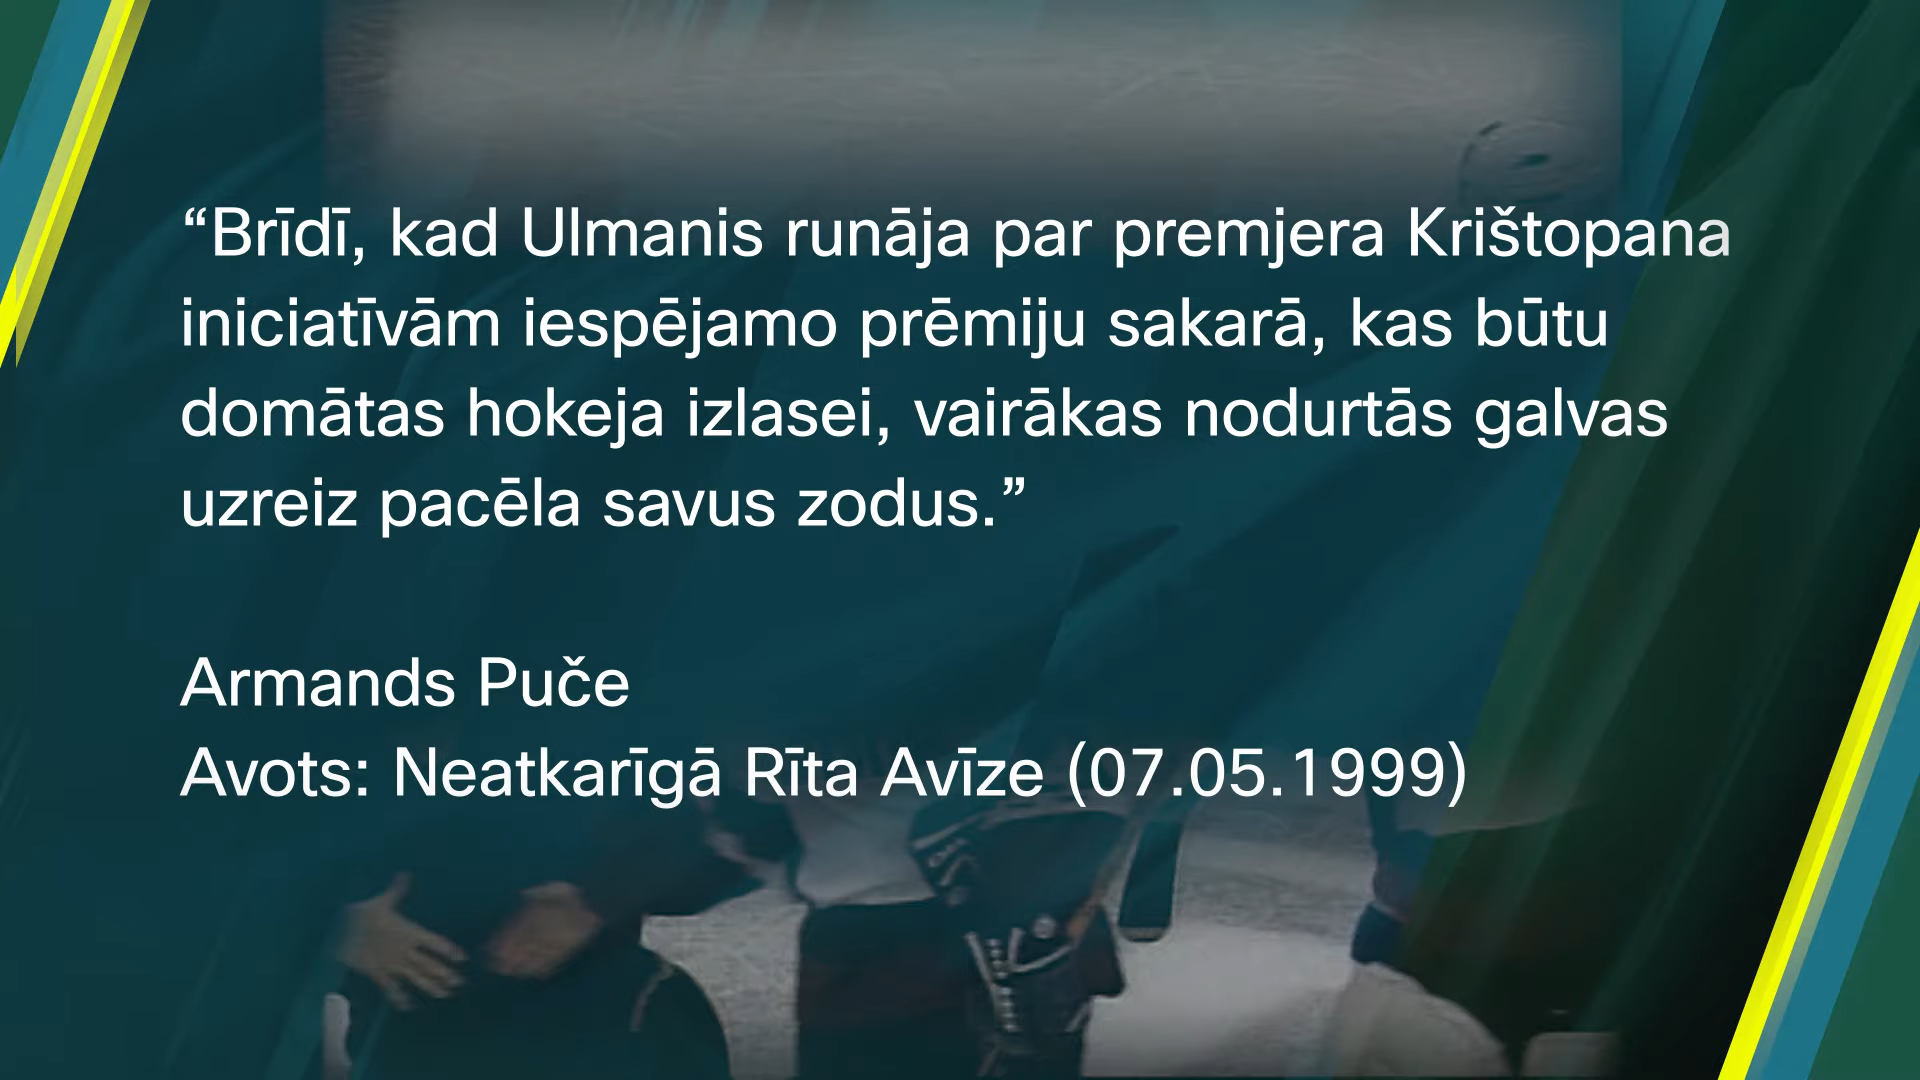 “Brīdī, kad Ulmanis runāja par premjera Krištopana
iniciatīvām iespējamo prēmiju sakarā, kas būtu
domātas hokeja izlasei, vairākas nodurtās galvas
uzreiz pacēla savus zodus.”
Armands Puče
Avots: Neatkarīgā Rīta Avīze (07.05.1999)